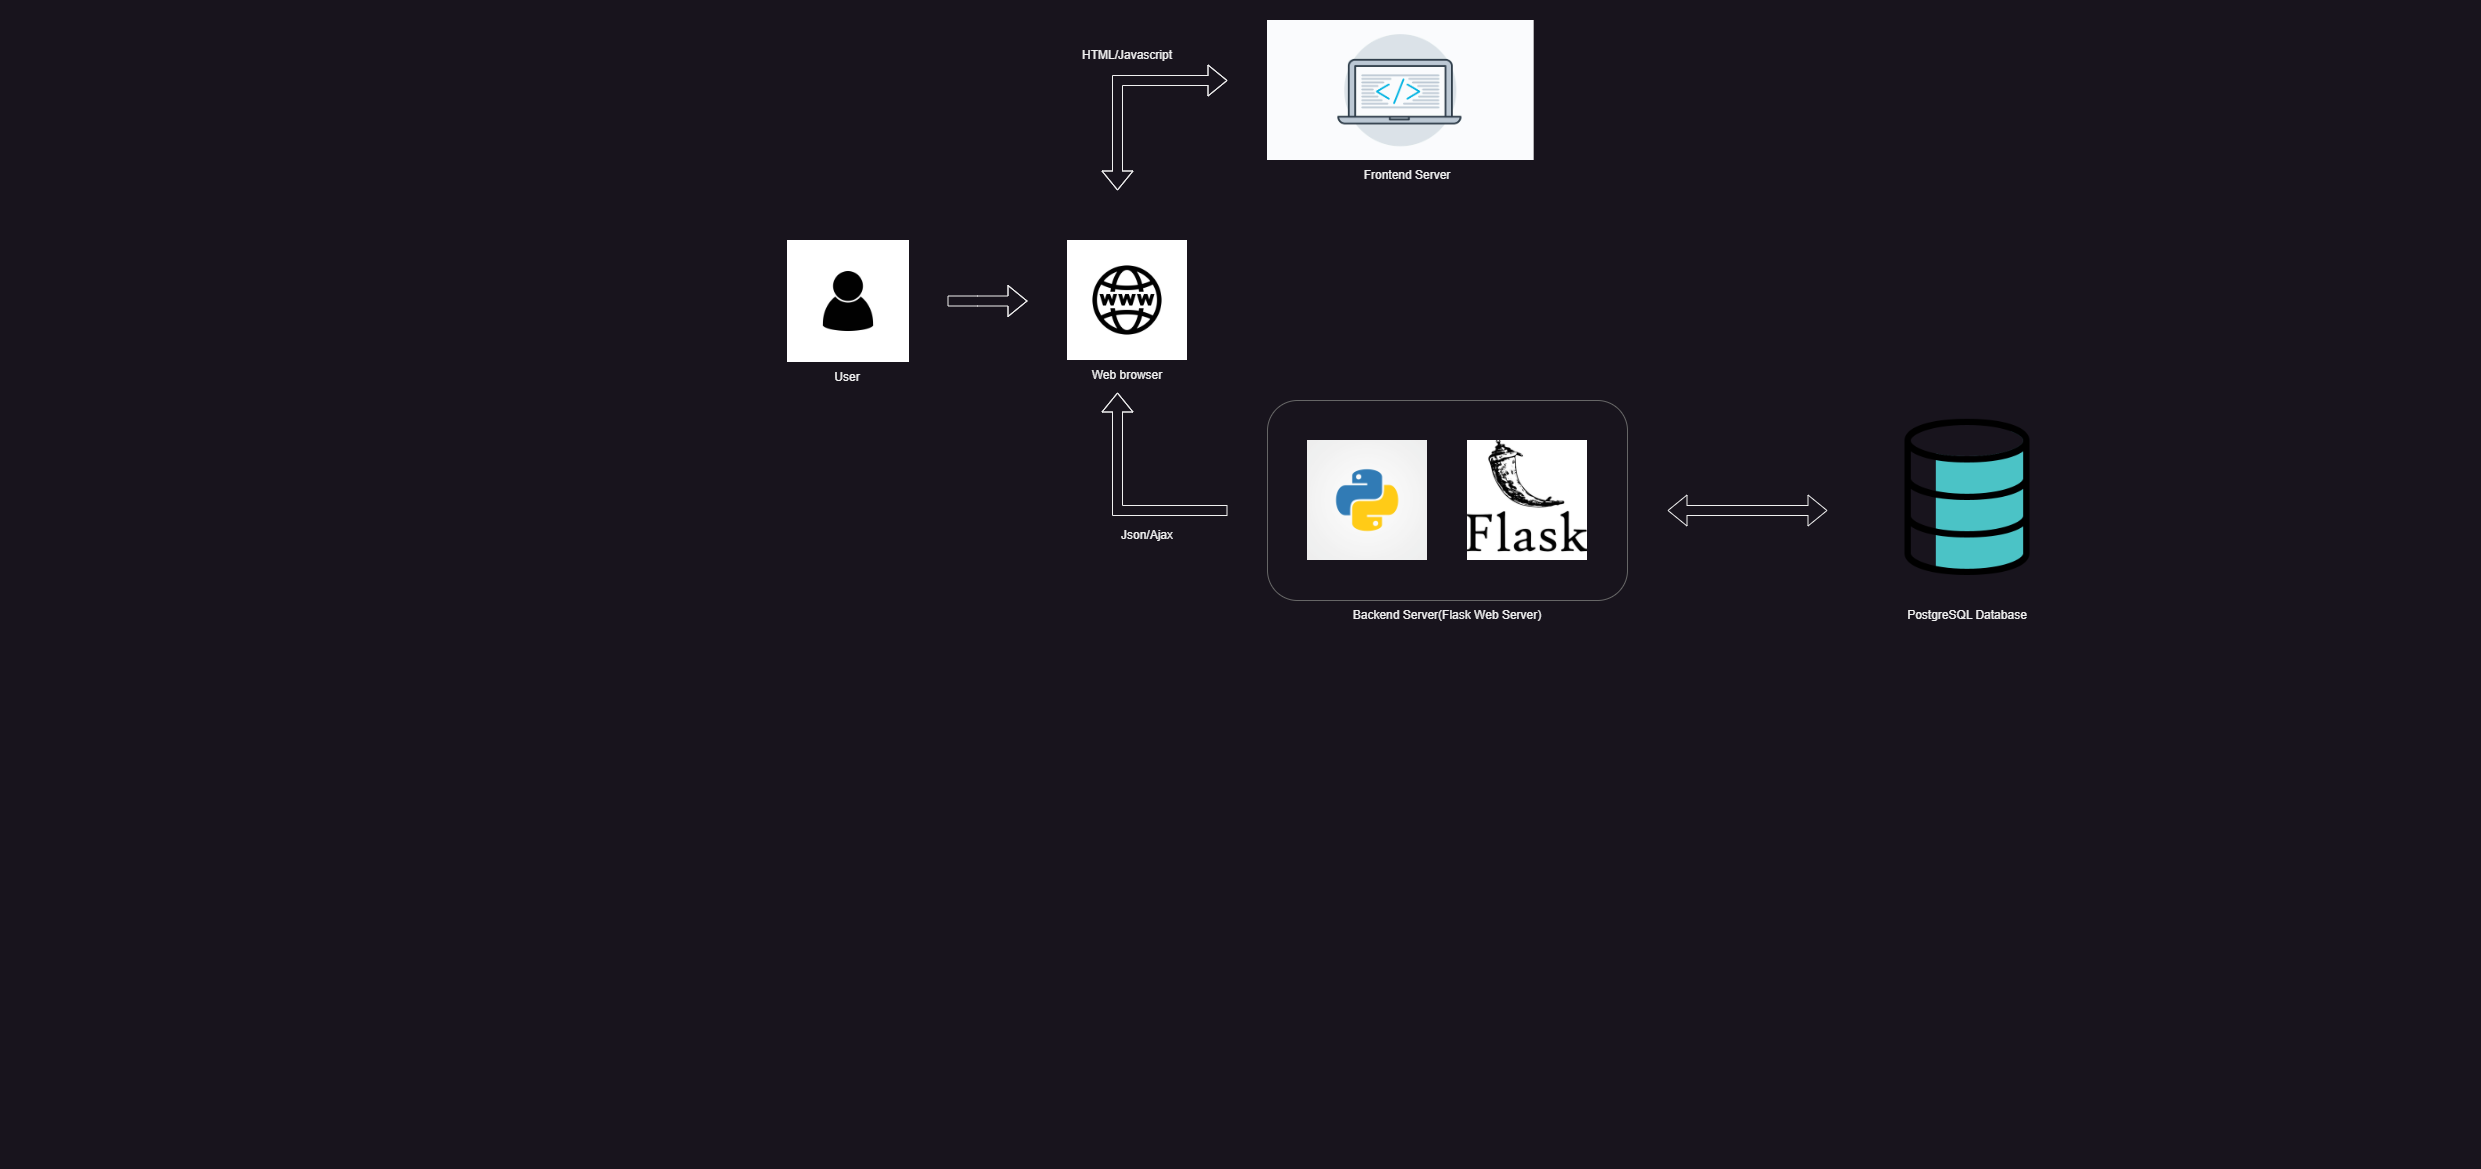 HTML/Javascript
</>
Frontend Server
www
User
Web browser
Flask
Json/Ajax
Backend Server(Flask Web Server)
PostgreSQL Database